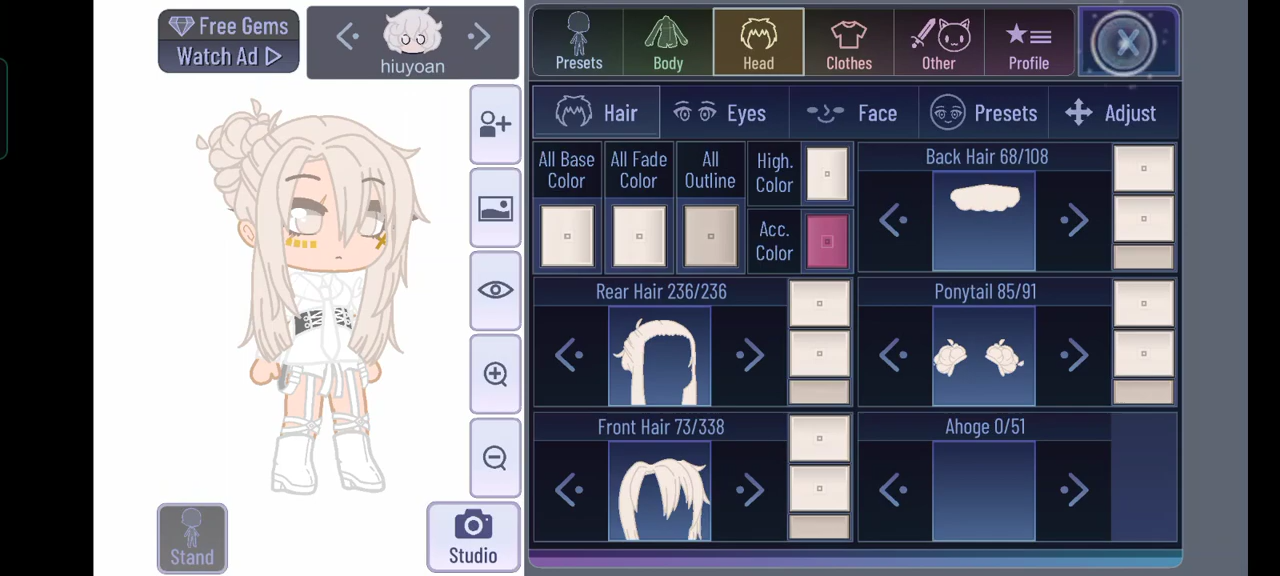 Free Gems
Watch Ad
hiuyoan
Presets
Body
Head
Clothes
Other
Profile
Hair
Eyes
Face
Presets
Adjust
All Base
Color
All Fade
Color
All
Outline
High.
Color
Acc.
Color
Back Hair 68/108
Rear Hair 236/236
Ponytail 85/91
Front Hair 73/338
Ahoge 0/51
Stand
Studio